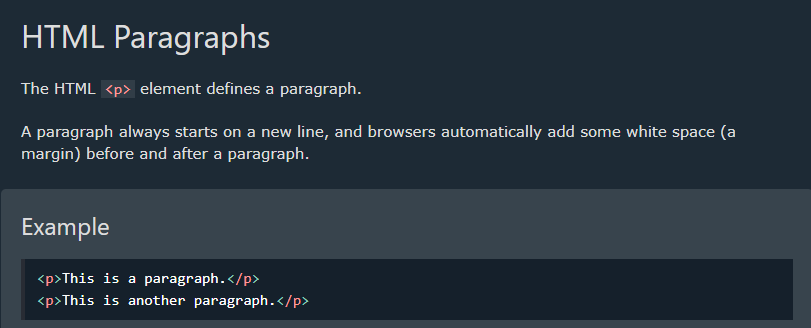 HTML Paragraphs
The HTML <p> element defines a paragraph.
A paragraph always starts on a new line, and browsers automatically add some white space (a
margin) before and after a paragraph.
Example
<p>This is a paragraph.</p>
<p>This is another paragraph.</p>